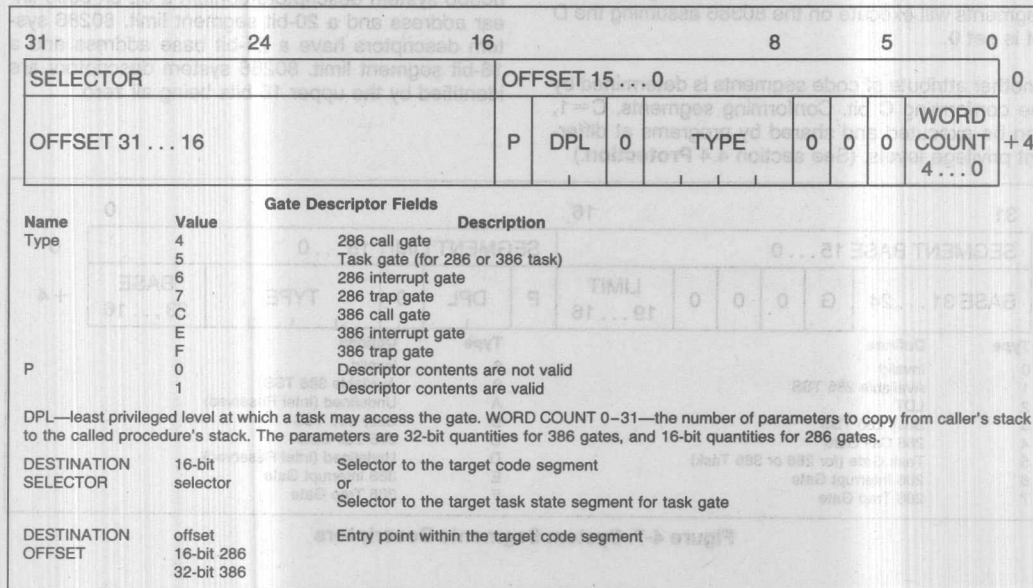 31 24 16 8 5 0
SELECTOR OFFSET 15 . . . 0 0
OFFSET 31 . . . 16 P DPL 0 TYPE 0 0 0 WORD COUNT 4 . . . 0 +4
Gate Descriptor Fields
Name Value Description
Type 4 286 call gate
5 Task gate (for 286 or 386 task)
6 286 interrupt gate
7 286 trap gate
C 386 call gate
E 386 interrupt gate
F 386 trap gate
P 0 Descriptor contents are not valid
1 Descriptor contents are valid
DPL—least privileged level at which a task may access the gate. WORD COUNT 0–31—the number of parameters to copy from caller's stack
to the called procedure's stack. The parameters are 32-bit quantities for 386 gates, and 16-bit quantities for 286 gates.
DESTINATION 16-bit Selector to the target code segment
SELECTOR selector or
Selector to the target task state segment for task gate
DESTINATION offset Entry point within the target code segment
OFFSET 16-bit 286
32-bit 386